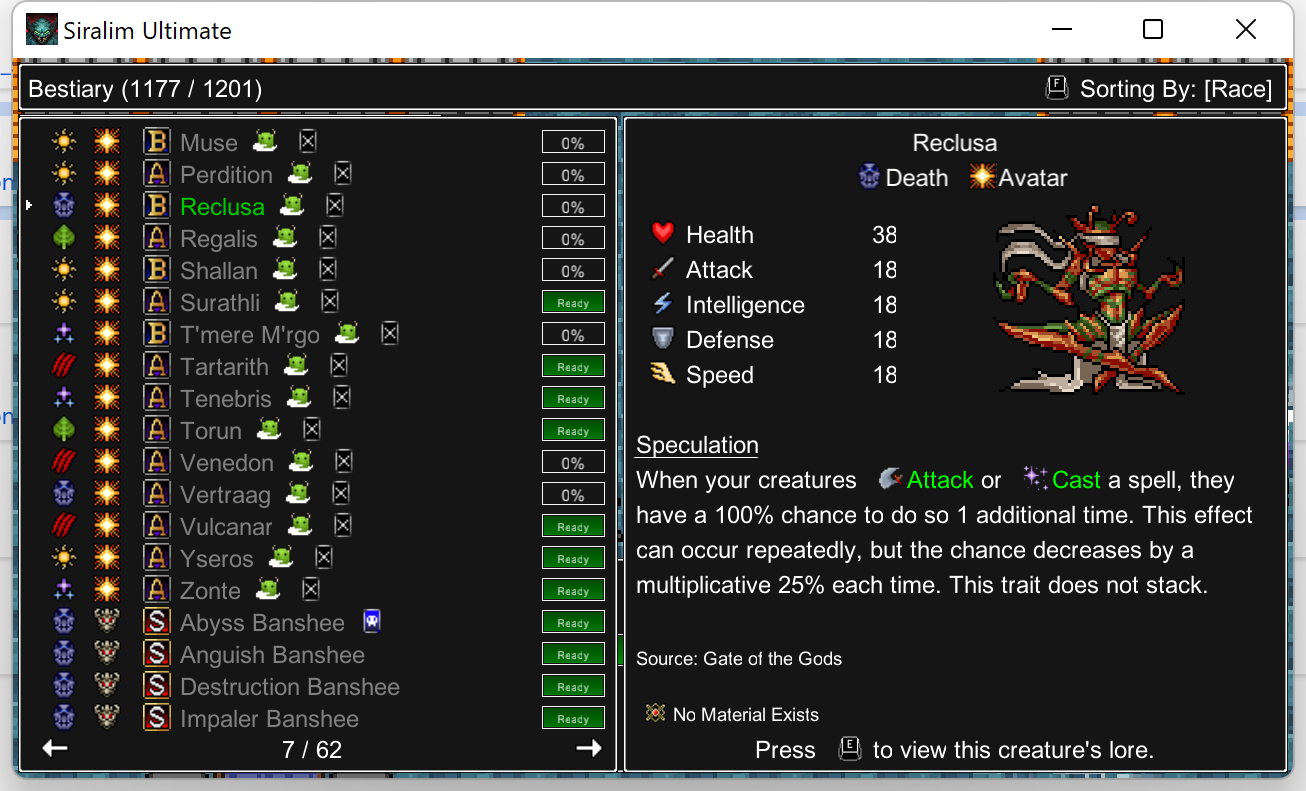 Siralim Ultimate
Bestiary (1177 / 1201)
F Sorting By: [Race]
B Muse 0%
A Perdition 0%
B Reclusa 0%
A Regalis 0%
B Shallan 0%
A Surathli Ready
B T'mere M'rgo 0%
A Tartarith Ready
A Tenebris Ready
A Torun Ready
A Venedon 0%
A Vertraag 0%
A Vulcanar Ready
A Yseros Ready
A Zonte Ready
S Abyss Banshee Ready
S Anguish Banshee Ready
S Destruction Banshee Ready
S Impaler Banshee Ready
7 / 62
Reclusa
Death Avatar
Health 38
Attack 18
Intelligence 18
Defense 18
Speed 18
Speculation
When your creatures Attack or Cast a spell, they
have a 100% chance to do so 1 additional time. This effect
can occur repeatedly, but the chance decreases by a
multiplicative 25% each time. This trait does not stack.
Source: Gate of the Gods
No Material Exists
Press E to view this creature's lore.